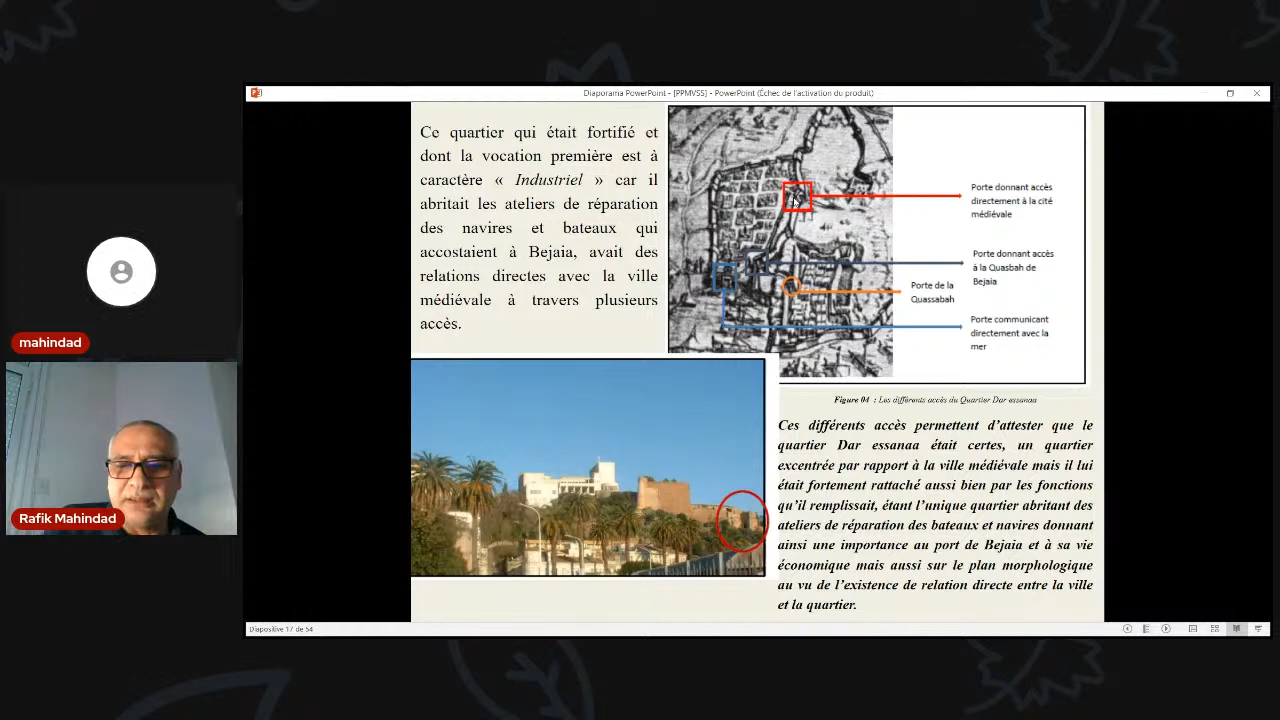 Diaporama PowerPoint - [PPMVSS] - PowerPoint (Échec de l'activation du produit)
Ce quartier qui était fortifié et
dont la vocation première est à
caractère « Industriel » car il
abritait les ateliers de réparation
des navires et bateaux qui
accostaient à Bejaia, avait des
relations directes avec la ville
médiévale à travers plusieurs
accès.
Porte donnant accès
directement à la cité
médiévale
Porte donnant accès
à la Quasbah de
Bejaia
Porte de la
Quassabah
Porte communicant
directement avec la
mer
Figure 04 : Les différents accès du Quartier Dar essanaa
Ces différents accès permettent d'attester que le
quartier Dar essanaa était certes, un quartier
excentrée par rapport à la ville médiévale mais il lui
était fortement rattaché aussi bien par les fonctions
qu'il remplissait, étant l'unique quartier abritant des
ateliers de réparation des bateaux et navires donnant
ainsi une importance au port de Bejaia et à sa vie
économique mais aussi sur le plan morphologique
au vu de l'existence de relation directe entre la ville
et la quartier.
mahindad
Rafik Mahindad
Diapositive 17 de 54